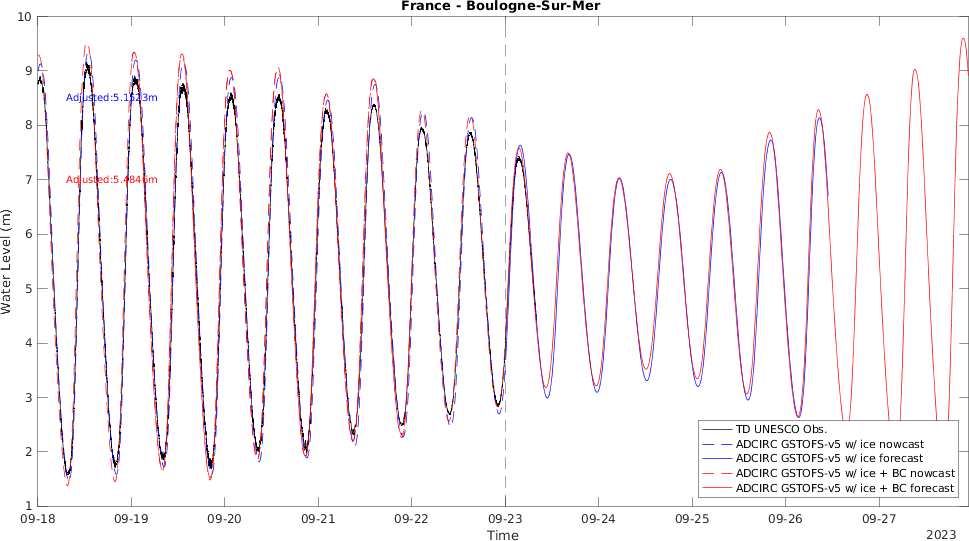 France - Boulogne-Sur-Mer
10
9
8
7
6
5
4
3
2
1
Water Level (m)
Adjusted:5.1523m
Adjusted:5.4846m
TD UNESCO Obs.
ADCIRC GSTOFS-v5 w/ ice nowcast
ADCIRC GSTOFS-v5 w/ ice forecast
ADCIRC GSTOFS-v5 w/ ice + BC nowcast
ADCIRC GSTOFS-v5 w/ ice + BC forecast
09-18 09-19 09-20 09-21 09-22 09-23 09-24 09-25 09-26 09-27
Time
2023